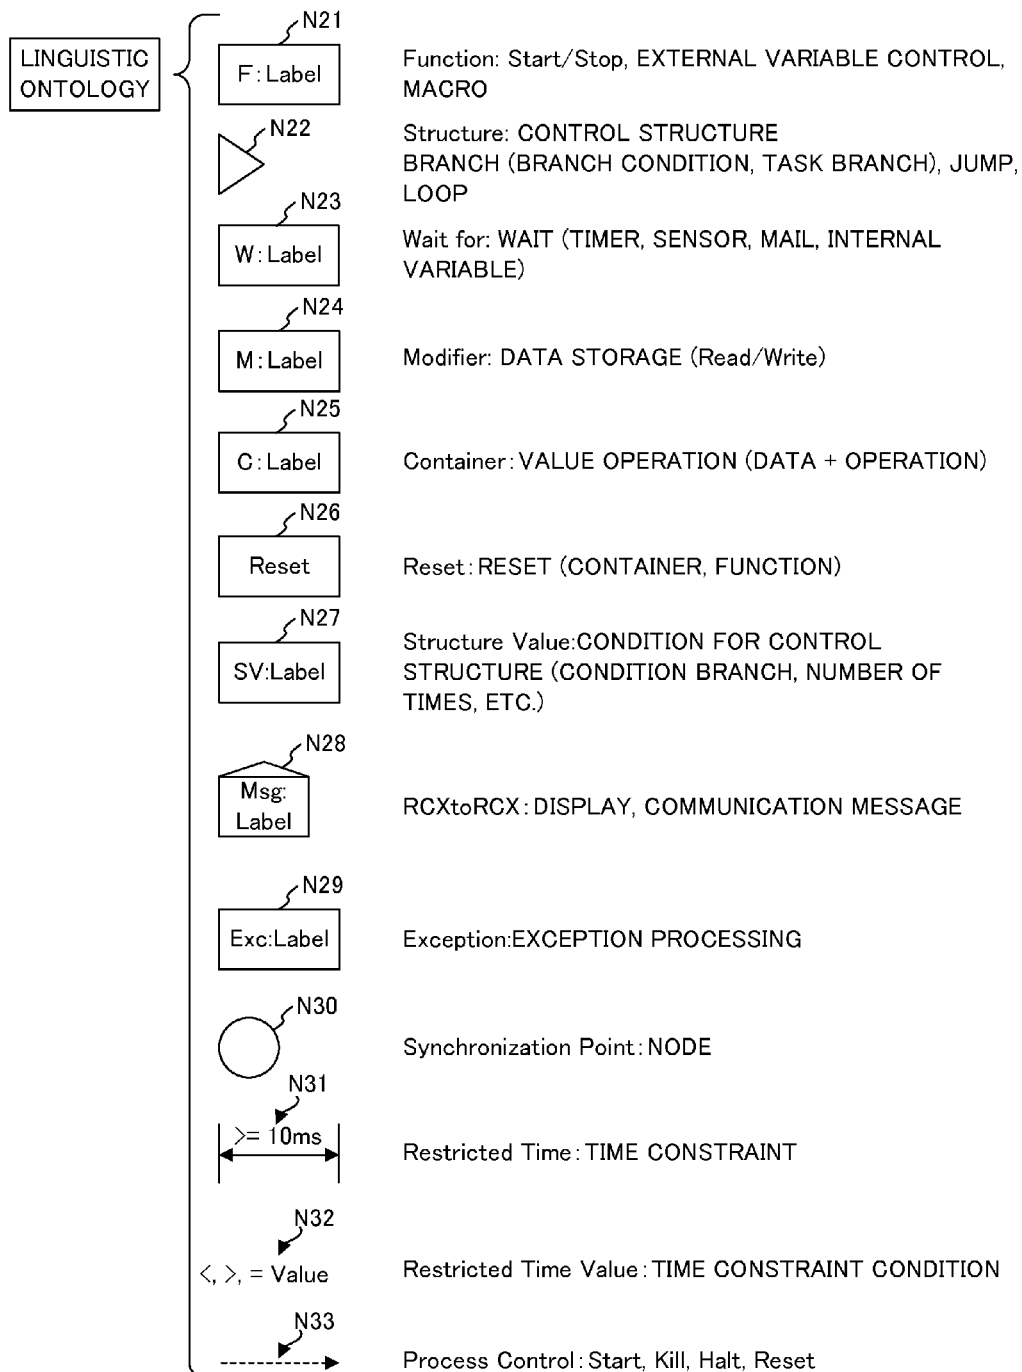 LINGUISTIC
ONTOLOGY
N21
F:Label
Function: Start/Stop, EXTERNAL VARIABLE CONTROL,
MACRO
N22
Structure: CONTROL STRUCTURE
BRANCH (BRANCH CONDITION, TASK BRANCH), JUMP,
LOOP
N23
W:Label
Wait for: WAIT (TIMER, SENSOR, MAIL, INTERNAL
VARIABLE)
N24
M:Label
Modifier: DATA STORAGE (Read/Write)
N25
C:Label
Container:VALUE OPERATION (DATA + OPERATION)
N26
Reset
Reset:RESET (CONTAINER, FUNCTION)
N27
SV:Label
Structure Value:CONDITION FOR CONTROL
STRUCTURE (CONDITION BRANCH, NUMBER OF
TIMES, ETC.)
N28
Msg:
Label
RCXtoRCX:DISPLAY, COMMUNICATION MESSAGE
N29
Exc:Label
Exception:EXCEPTION PROCESSING
N30
Synchronization Point:NODE
N31
>= 10ms
Restricted Time:TIME CONSTRAINT
N32
<, >, = Value
Restricted Time Value:TIME CONSTRAINT CONDITION
N33
Process Control:Start, Kill, Halt, Reset